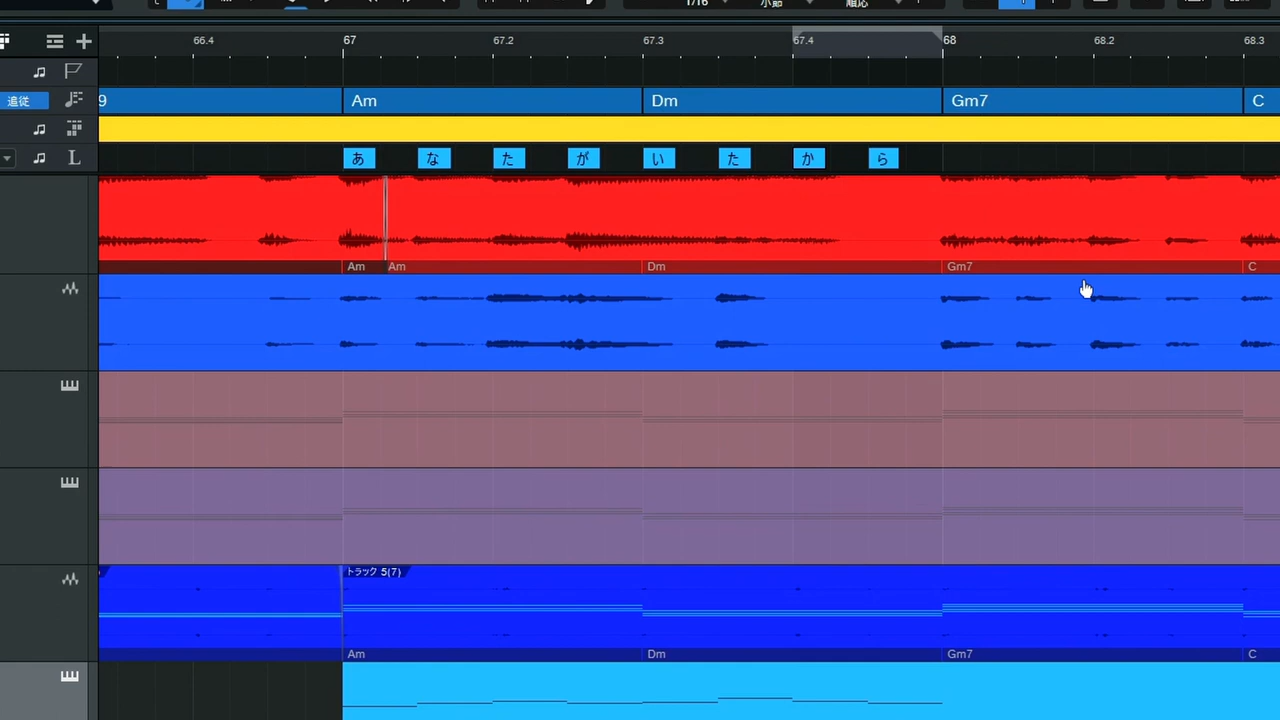 1/16 小節 順応
66.4 67 67.2 67.3 67.4 68 68.2 68.3
追従 9 Am Dm Gm7 C
L あ な た が い た か ら
Am Am Dm Gm7 C
トラック 5(7)
Am Dm Gm7 C